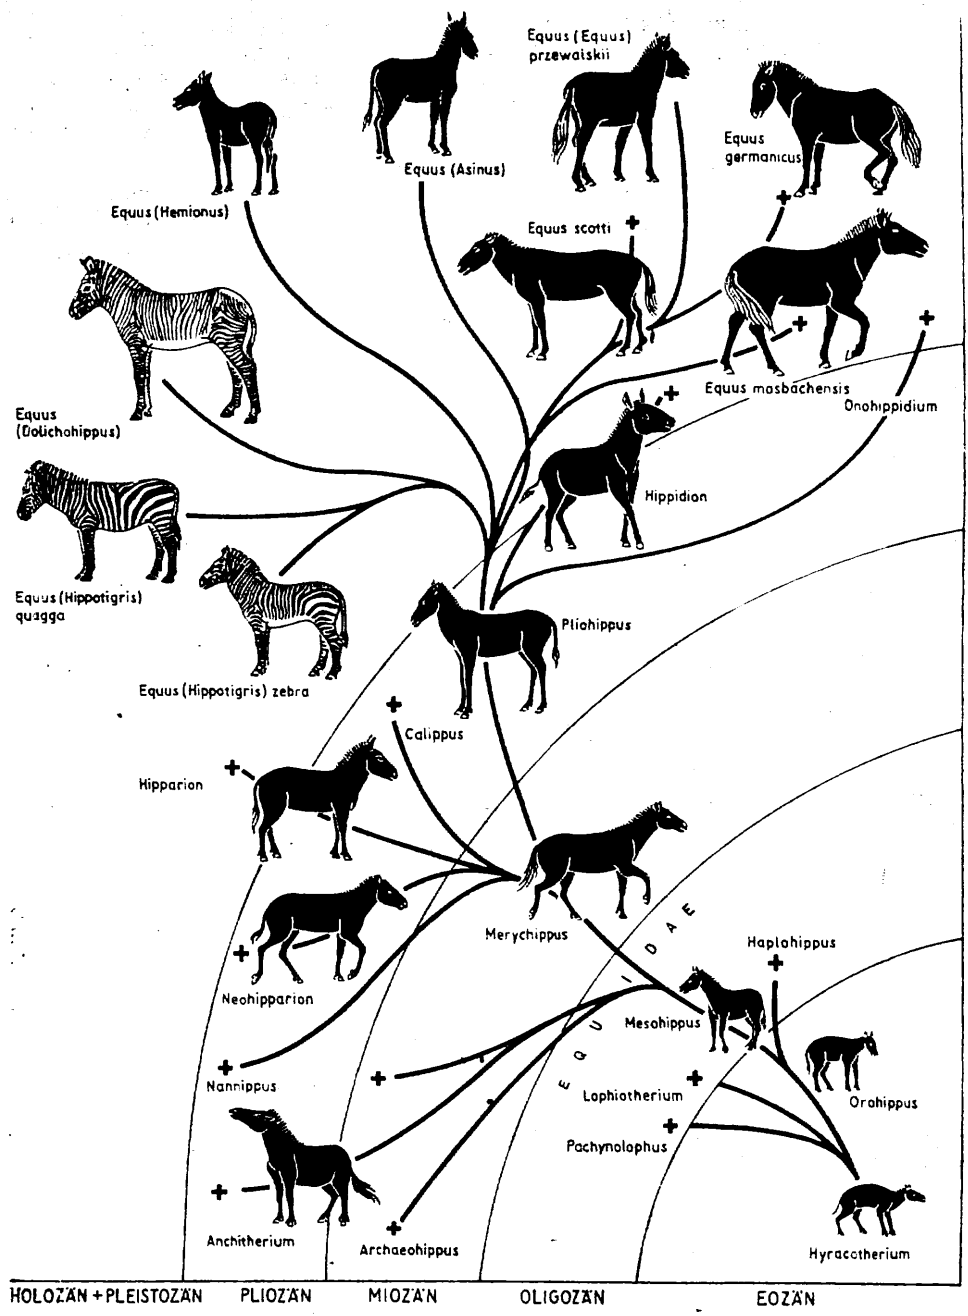 Equus (Equus)
przewalskii
Equus
germanicus
Equus (Asinus)
Equus (Hemionus)
Equus scotti
Equus mosbachensis
Onohippidium
Equus
(Dolichohippus)
Hippidion
Equus (Hippotigris)
quagga
Pliohippus
Equus (Hippotigris) zebra
Calippus
Hipparion
Merychippus
Haplohippus
Neohipparion
Mesohippus
EQUIDAE
Nannippus
Lophiotherium
Orohippus
Pachynolophus
Anchitherium
Archaeohippus
Hyracotherium
HOLOZÄN + PLEISTOZÄN PLIOZÄN MIOZÄN OLIGOZÄN EOZÄN